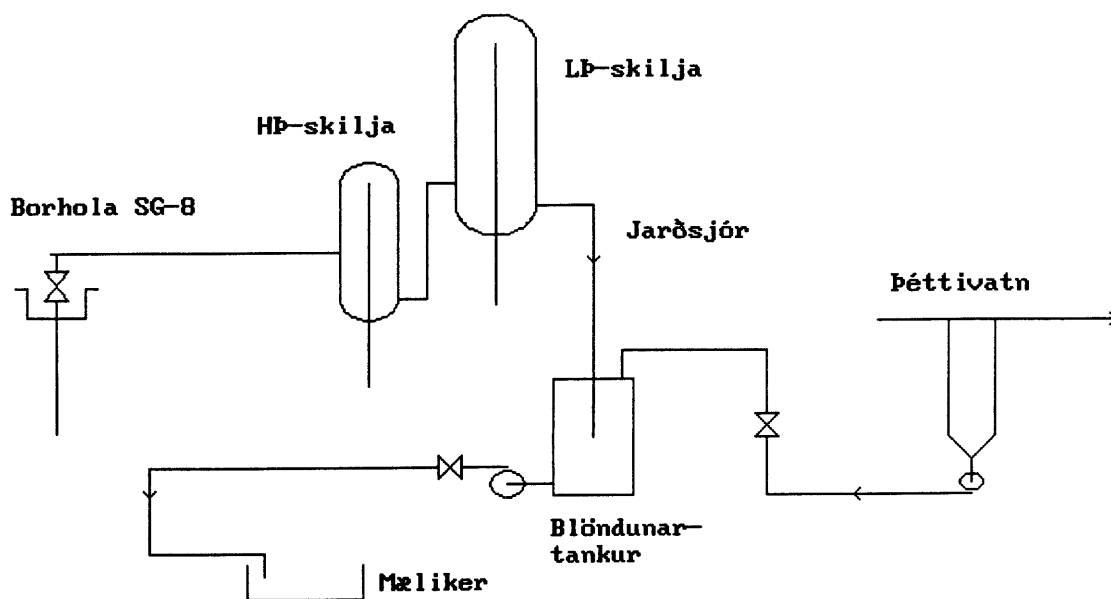 LÞ-skilja
HÞ-skilja
Borhola SG-8
Jarðsjór
Þéttivatn
Blöndunar-
tankur
Mæliker